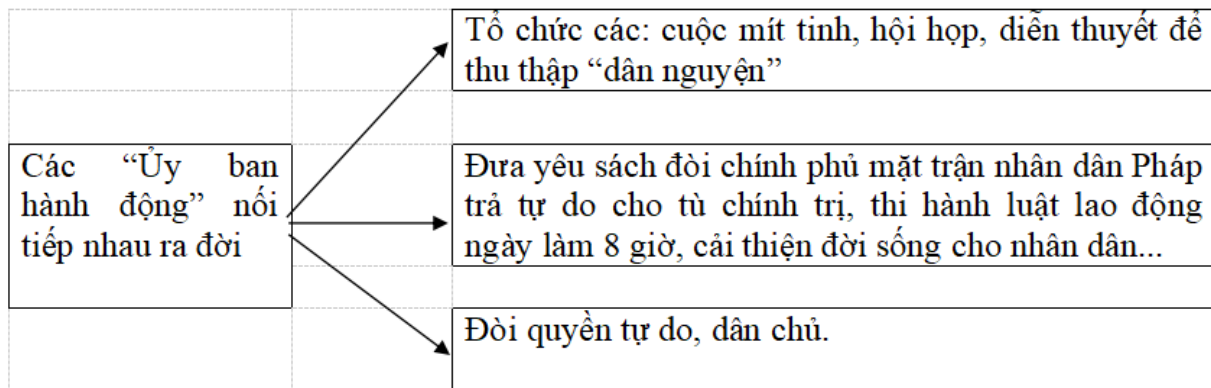 Tổ chức các: cuộc mít tinh, hội họp, diễn thuyết để
thu thập “dân nguyện”
Các “Ủy ban
hành động” nối
tiếp nhau ra đời
Đưa yêu sách đòi chính phủ mặt trận nhân dân Pháp
trả tự do cho tù chính trị, thi hành luật lao động
ngày làm 8 giờ, cải thiện đời sống cho nhân dân...
Đòi quyền tự do, dân chủ.